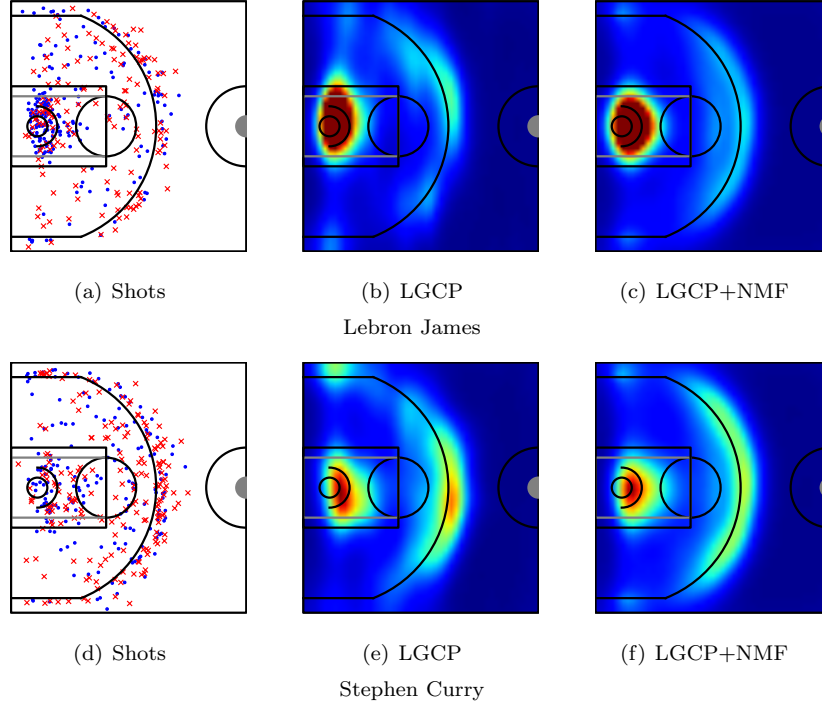 (a) Shots (b) LGCP (c) LGCP+NMF
Lebron James
(d) Shots (e) LGCP (f) LGCP+NMF
Stephen Curry